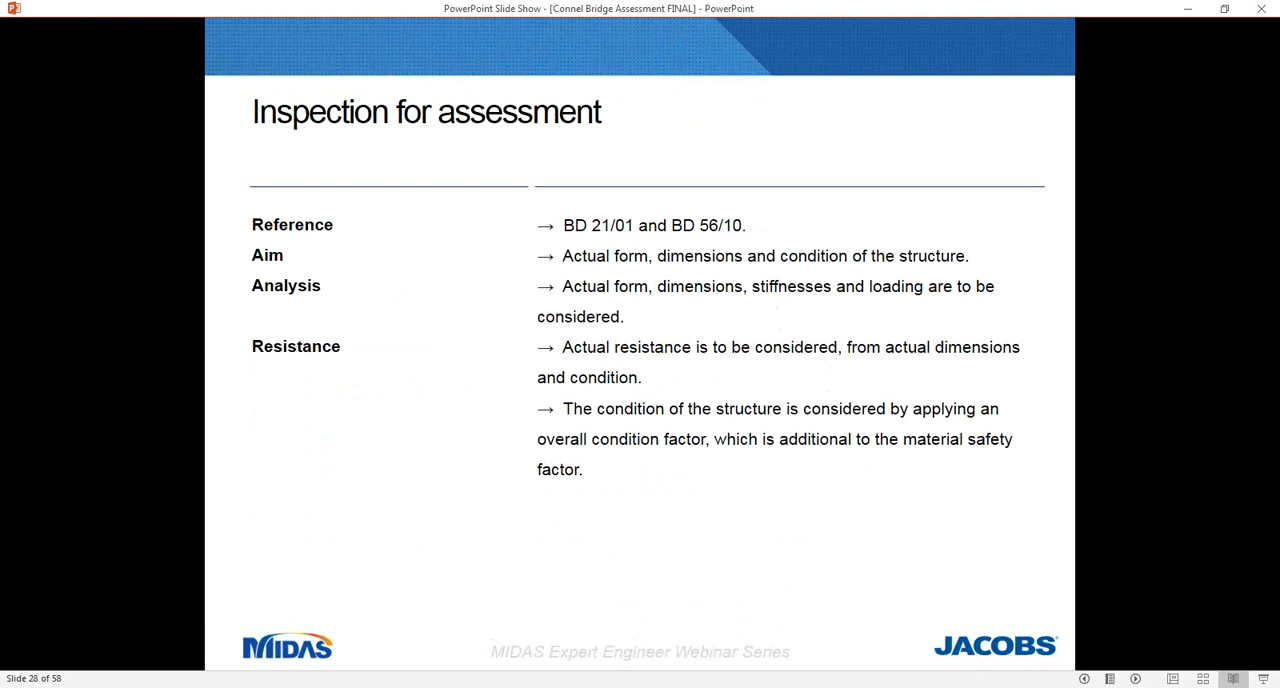 PowerPoint Slide Show - [Connel Bridge Assessment FINAL] - PowerPoint
Inspection for assessment
Reference → BD 21/01 and BD 56/10.
Aim → Actual form, dimensions and condition of the structure.
Analysis → Actual form, dimensions, stiffnesses and loading are to be
considered.
Resistance → Actual resistance is to be considered, from actual dimensions
and condition.
→ The condition of the structure is considered by applying an
overall condition factor, which is additional to the material safety
factor.
MIDAS MIDAS Expert Engineer Webinar Series JACOBS
Slide 28 of 58